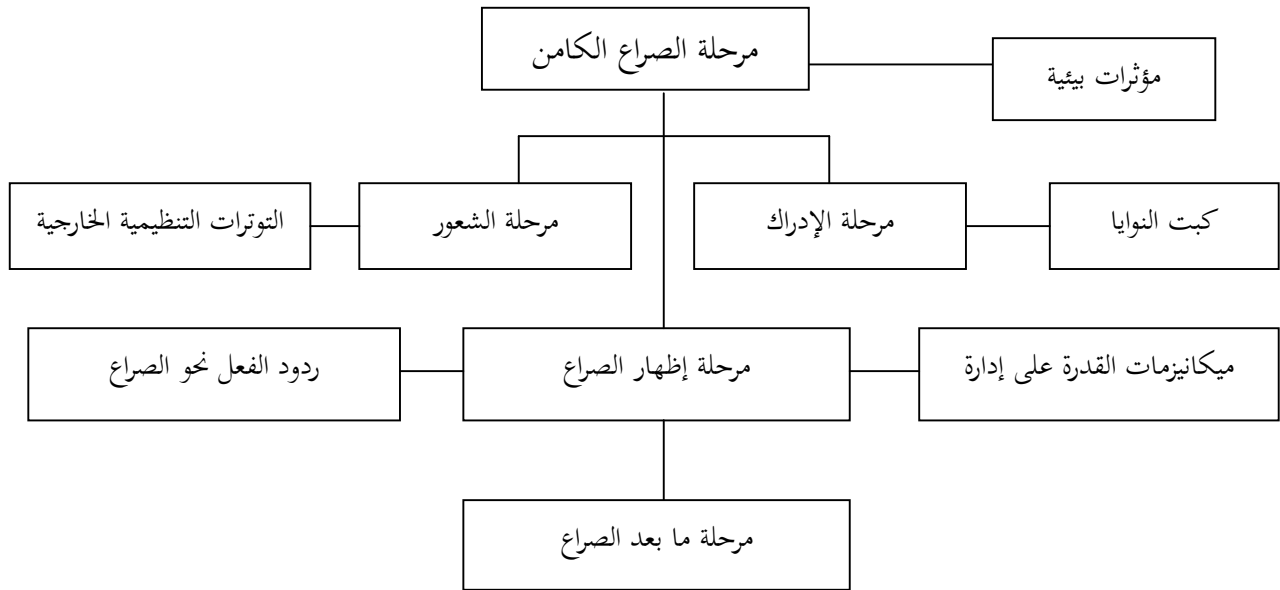 مرحلة الصراع الكامن
مؤثرات بيئية
كبت النوايا
مرحلة الإدراك
مرحلة الشعور
التوترات التنظيمية الخارجية
ميكانيزمات القدرة على إدارة
مرحلة إظهار الصراع
ردود الفعل نحو الصراع
مرحلة ما بعد الصراع